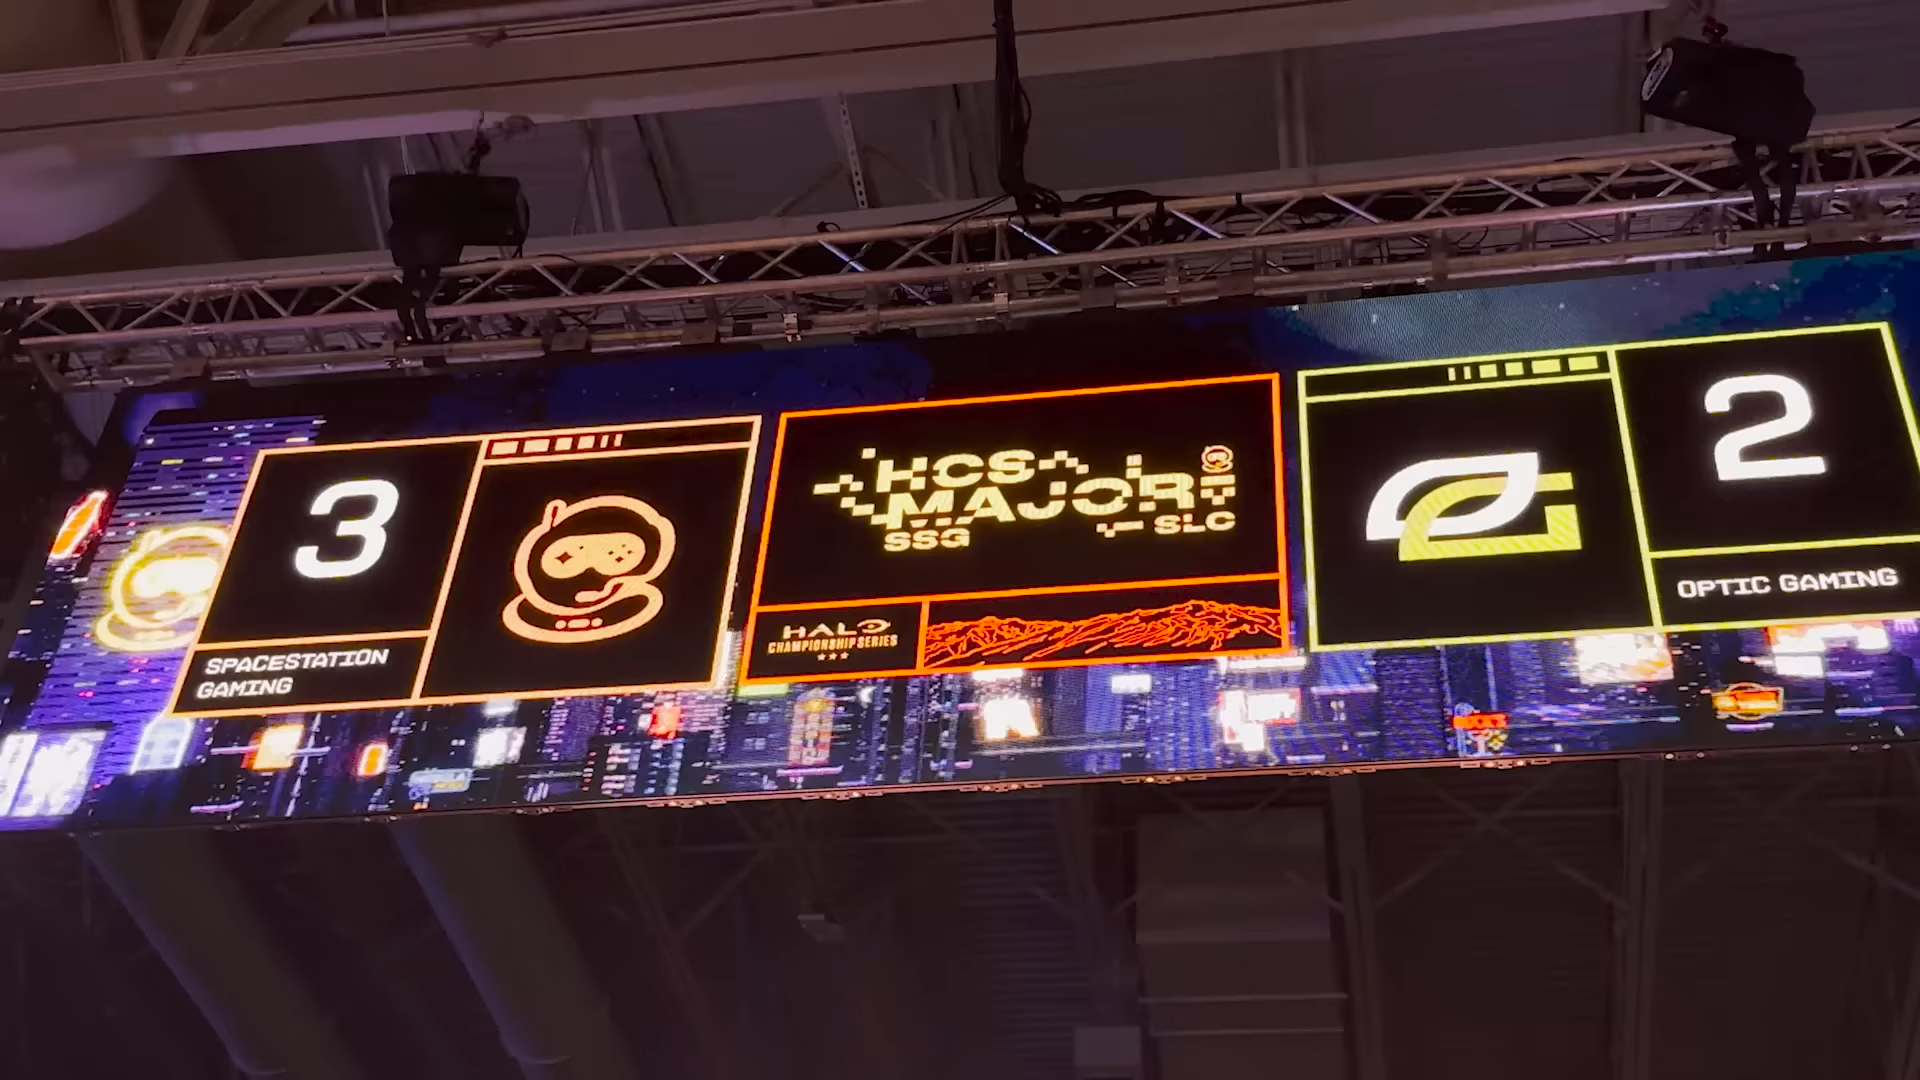 3
SPACESTATION
GAMING
HCS
MAJOR
SSG
SLC
HALO
CHAMPIONSHIP SERIES
2
OPTIC GAMING